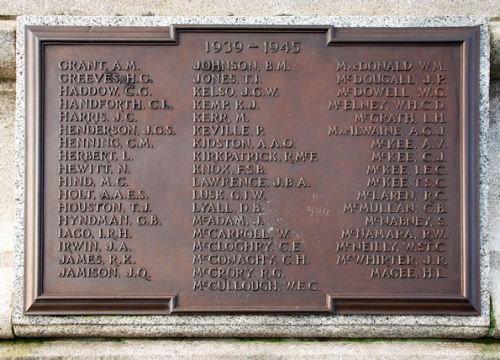 1939 – 1945
GRANT, A.M.
GREEVES, H.G.
HADDOW, C.G.
HANDFORTH, C.L.
HARRIS, J.C.
HENDERSON, J.G.S.
HENNING, C.M.
HERBERT, L.
HEWITT, N.
HIND, M.G.
HOLT, A.A.E.S.
HOUSTON, T.J.
HYNDMAN, G.B.
IAGO, J.R.H.
IRWIN, J.A.
JAMES, R.K.
JAMISON, J.Q.
JOHNSON, B.M.
JONES, T.I.
KELSO, J.G.W.
KEMP, K.J.
KERR, M.
KEVILLE, P.
KIDSTON, A.A.O.
KIRKPATRICK, R.McF.
KNOX, F.S.B.
LAWRENCE, J.B.A.
LUSK, G.I.W.
LYALL, D.B.
McADAM, J.
McCARROLL, W.
McCLOGHRY, C.E.
McCONAGHY, C.H.
McCRORY, R.G.
McCULLOUGH, W.E.C.
MacDONALD, W.M.
McDOUGALL, J.P.
McDOWELL, W.G.
McELNEY, W.H.C.D.
McGRATH, L.H.
MacILWAINE, A.G.J.
McKEE, A.V.
McKEE, C.J.
McKEE, I.E.C.
McKEE, T.S.C.
McLAREN, R.C.
McMULLAN, C.B.
McNABNEY, S.
McNAMARA, R.W.
McNEILLY, W.ST.C.
McWHIRTER, J.P.
MAGEE, H.L.